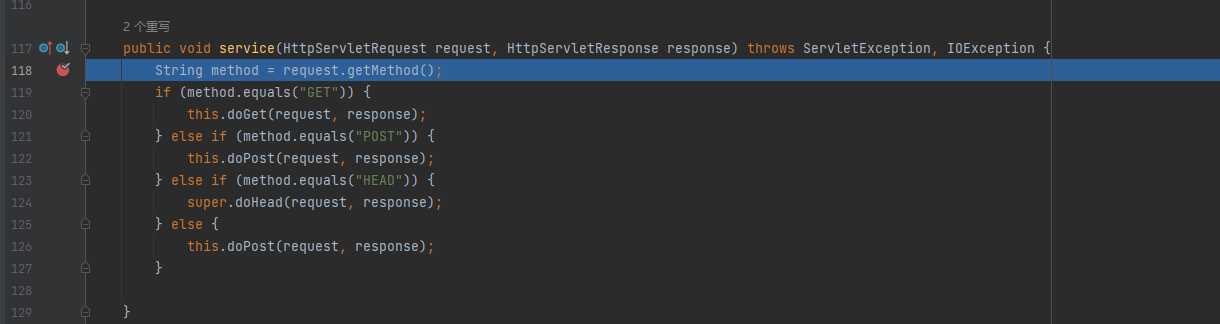 116
2 个重写
117 public void service(HttpServletRequest request, HttpServletResponse response) throws ServletException, IOException {
118 String method = request.getMethod();
119 if (method.equals("GET")) {
120 this.doGet(request, response);
121 } else if (method.equals("POST")) {
122 this.doPost(request, response);
123 } else if (method.equals("HEAD")) {
124 super.doHead(request, response);
125 } else {
126 this.doPost(request, response);
127 }
128
129 }